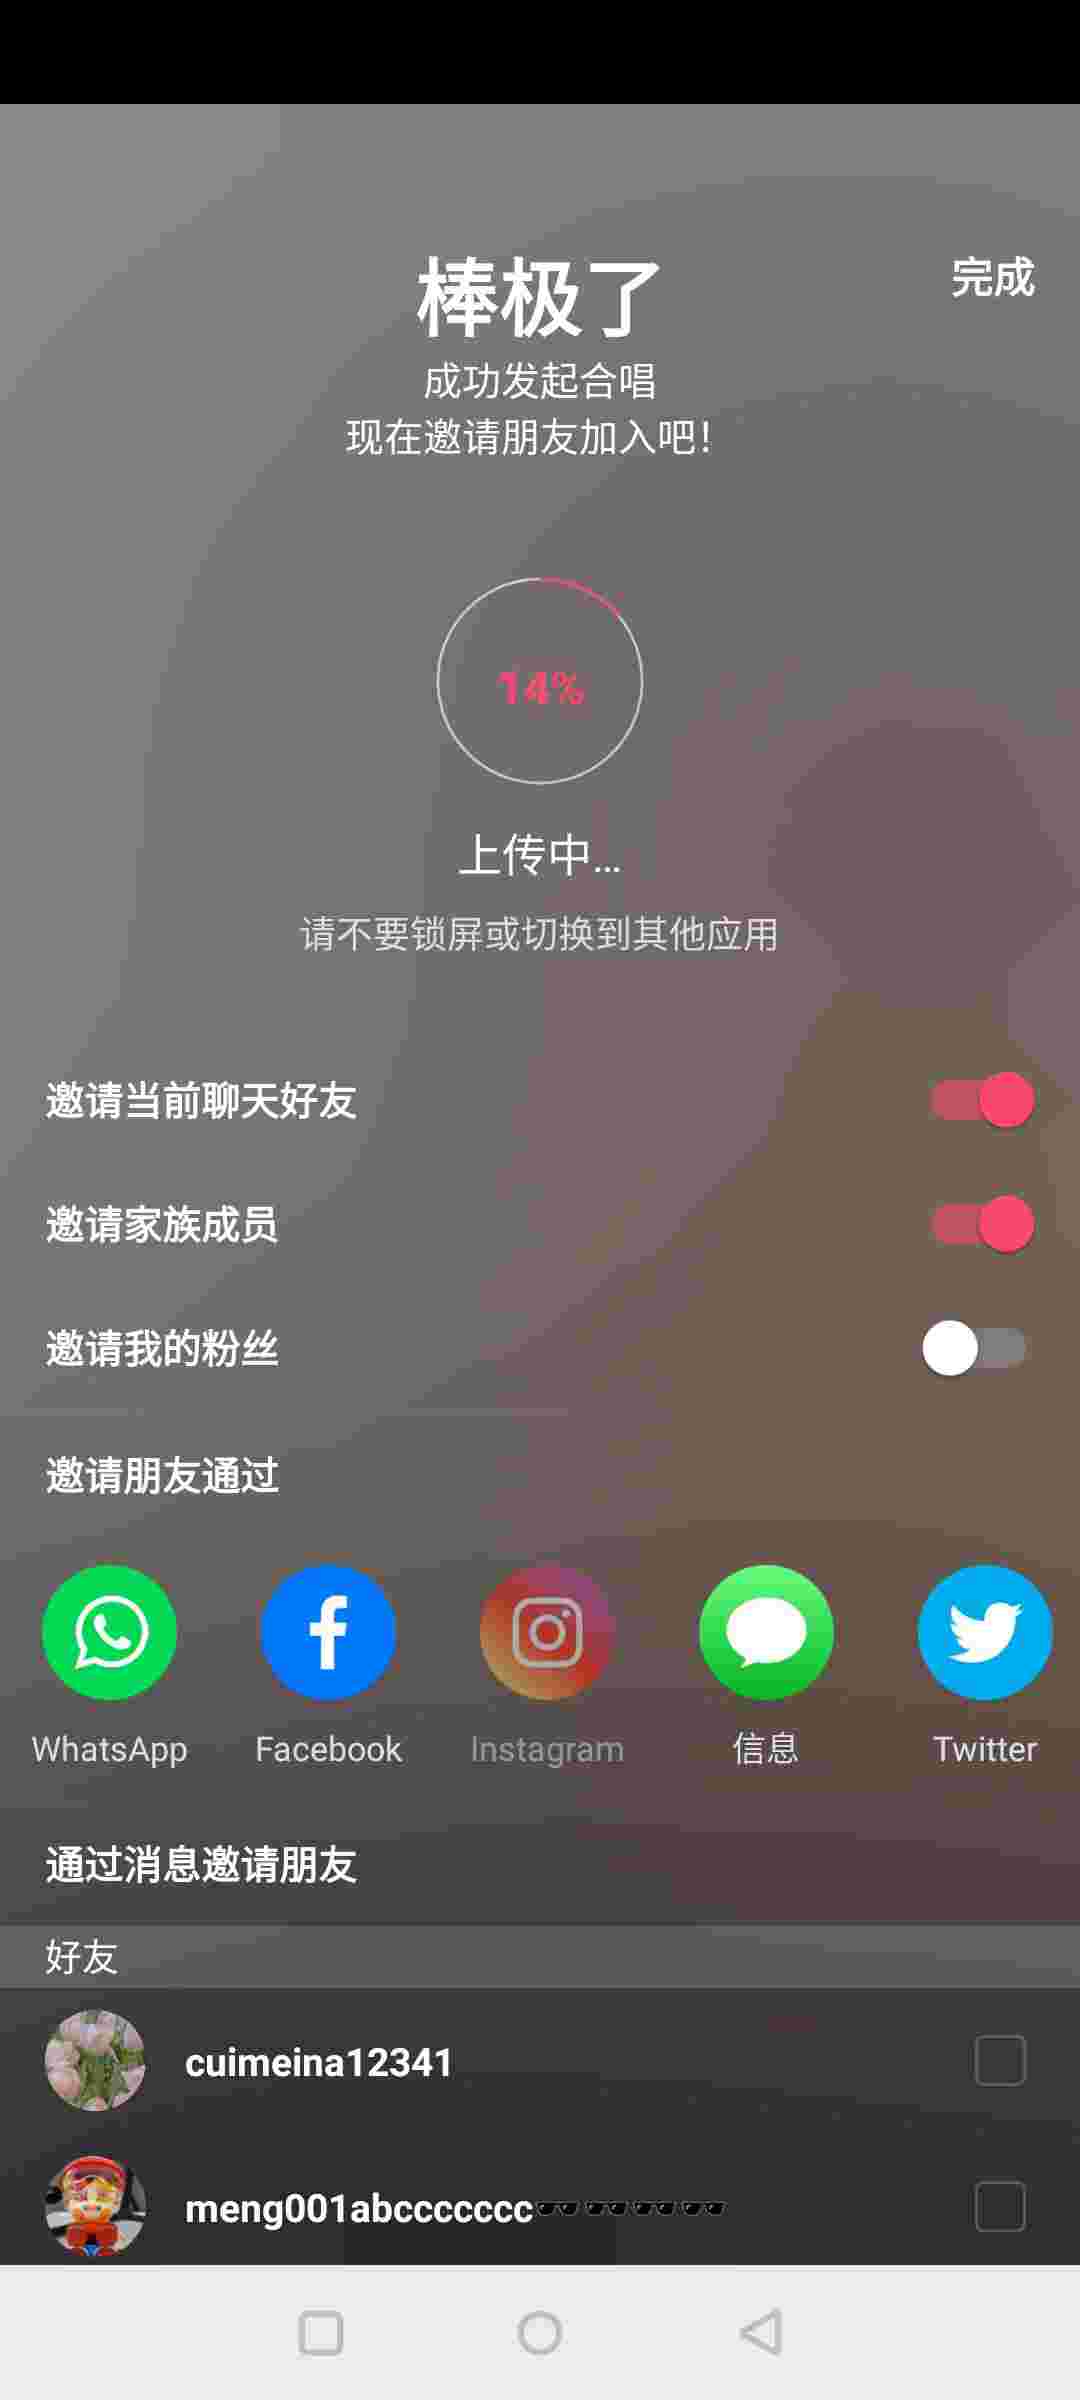 棒极了
完成
成功发起合唱
现在邀请朋友加入吧!
14%
上传中...
请不要锁屏或切换到其他应用
邀请当前聊天好友
邀请家族成员
邀请我的粉丝
邀请朋友通过
WhatsApp
Facebook
Instagram
信息
Twitter
通过消息邀请朋友
好友
cuimeina12341
meng001abccccccc🕶🕶🕶🕶